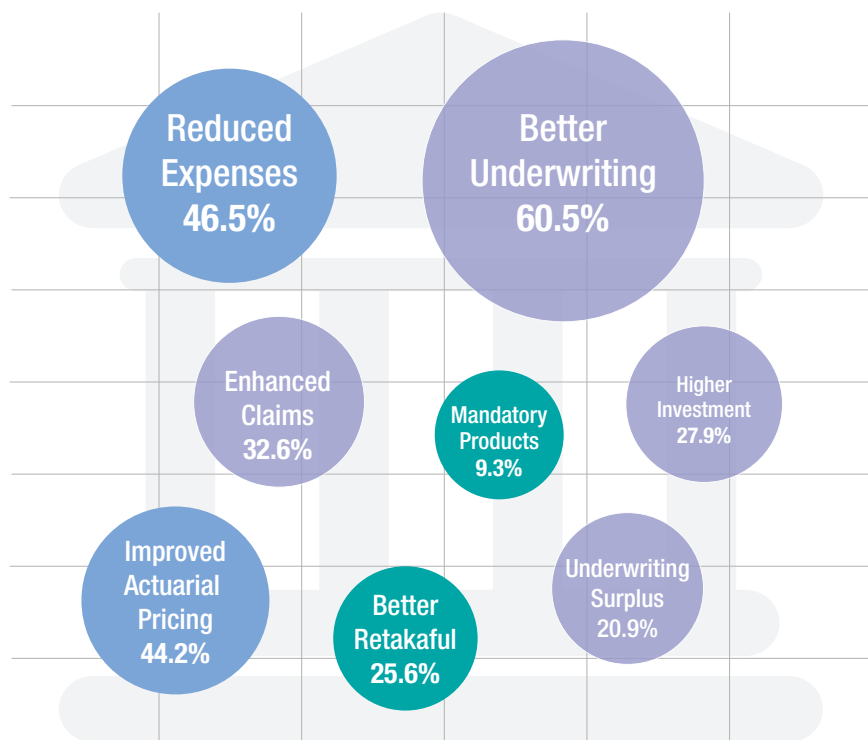 Reduced
Expenses
46.5%
Better
Underwriting
60.5%
Enhanced
Claims
32.6%
Mandatory
Products
9.3%
Higher
Investment
27.9%
Improved
Actuarial
Pricing
44.2%
Better
Retakaful
25.6%
Underwriting
Surplus
20.9%